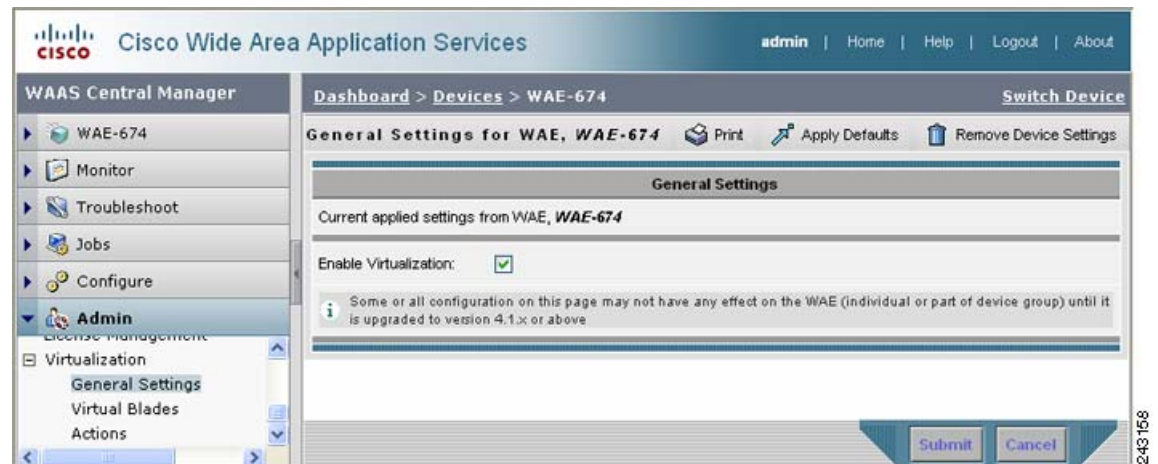 CISCO Cisco Wide Area Application Services admin | Home | Help | Logout | About
WAAS Central Manager
Dashboard > Devices > WAE-674 Switch Device
WAE-674
General Settings for WAE, WAE-674 Print Apply Defaults Remove Device Settings
Monitor
Troubleshoot
Jobs
Configure
Admin
License Management
Virtualization
General Settings
Virtual Blades
Actions
General Settings
Current applied settings from WAE, WAE-674
Enable Virtualization:
Some or all configuration on this page may not have any effect on the WAE (individual or part of device group) until it
is upgraded to version 4.1.x or above
Submit Cancel
243158